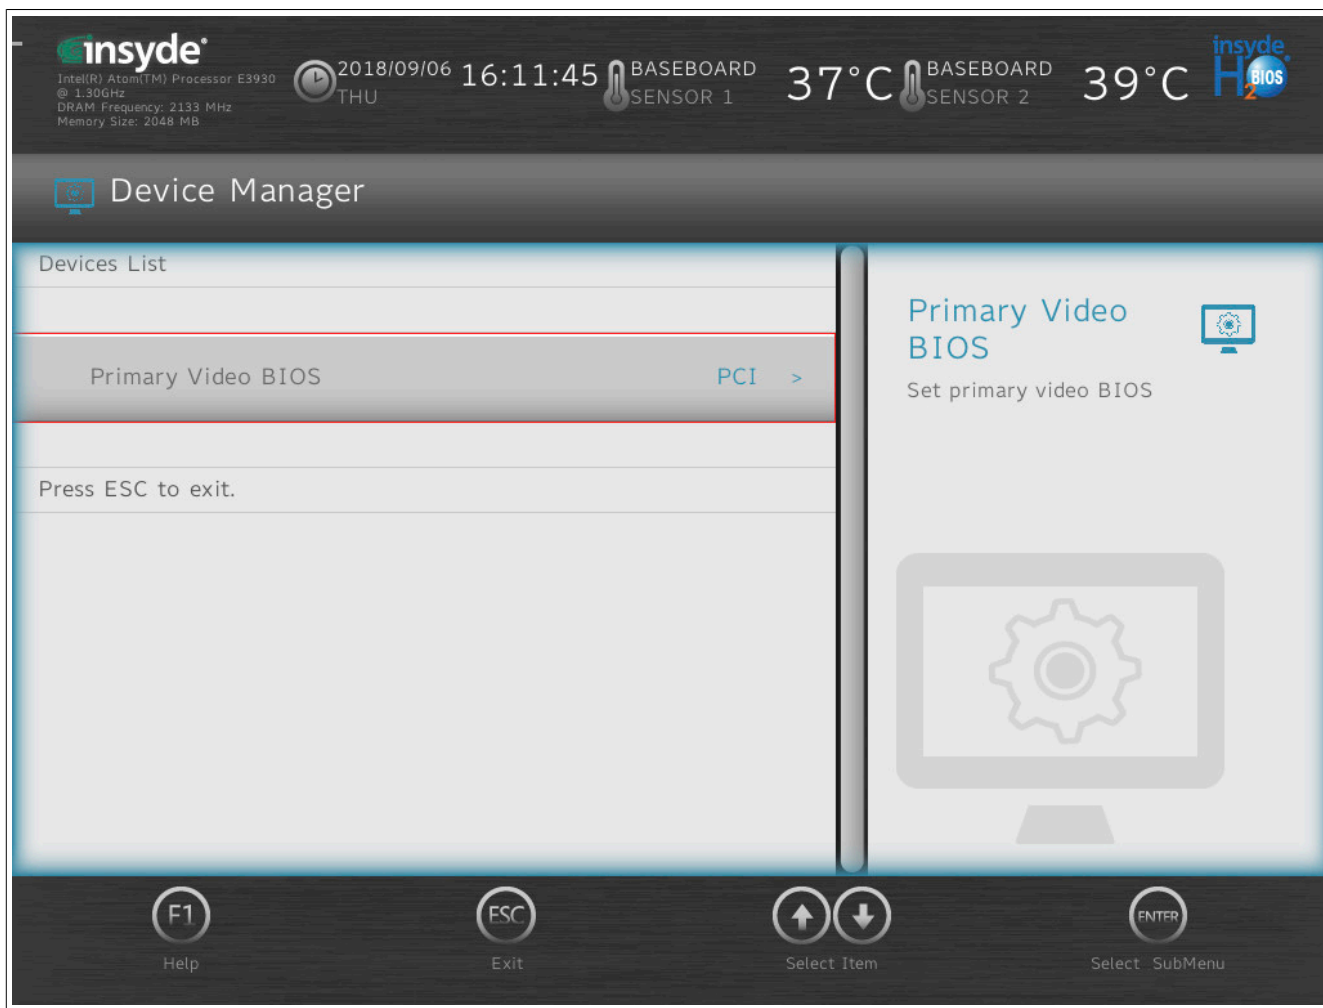 insyde
Intel(R) Atom(TM) Processor E3930
@ 1.30GHz
DRAM Frequency: 2133 MHz
Memory Size: 2048 MB
2018/09/06
THU
16:11:45
BASEBOARD
SENSOR 1
37°C
BASEBOARD
SENSOR 2
39°C
insyde
H2BIOS
Device Manager
Devices List
Primary Video BIOS PCI >
Press ESC to exit.
Primary Video
BIOS
Set primary video BIOS
F1
Help
ESC
Exit
Select Item
ENTER
Select SubMenu